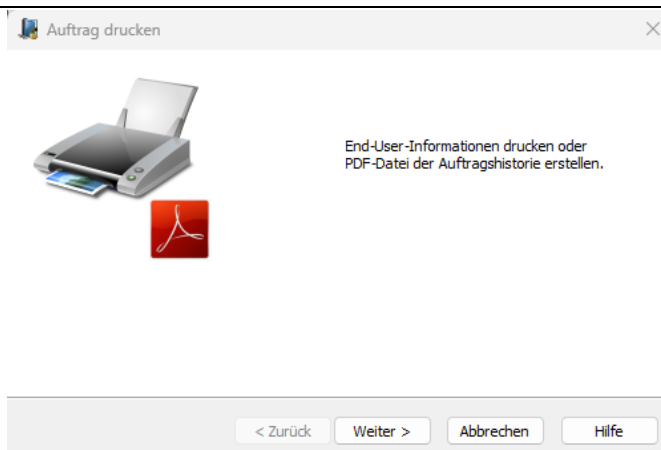 Auftrag drucken
End-User-Informationen drucken oder
PDF-Datei der Auftragshistorie erstellen.
< Zurück
Weiter >
Abbrechen
Hilfe